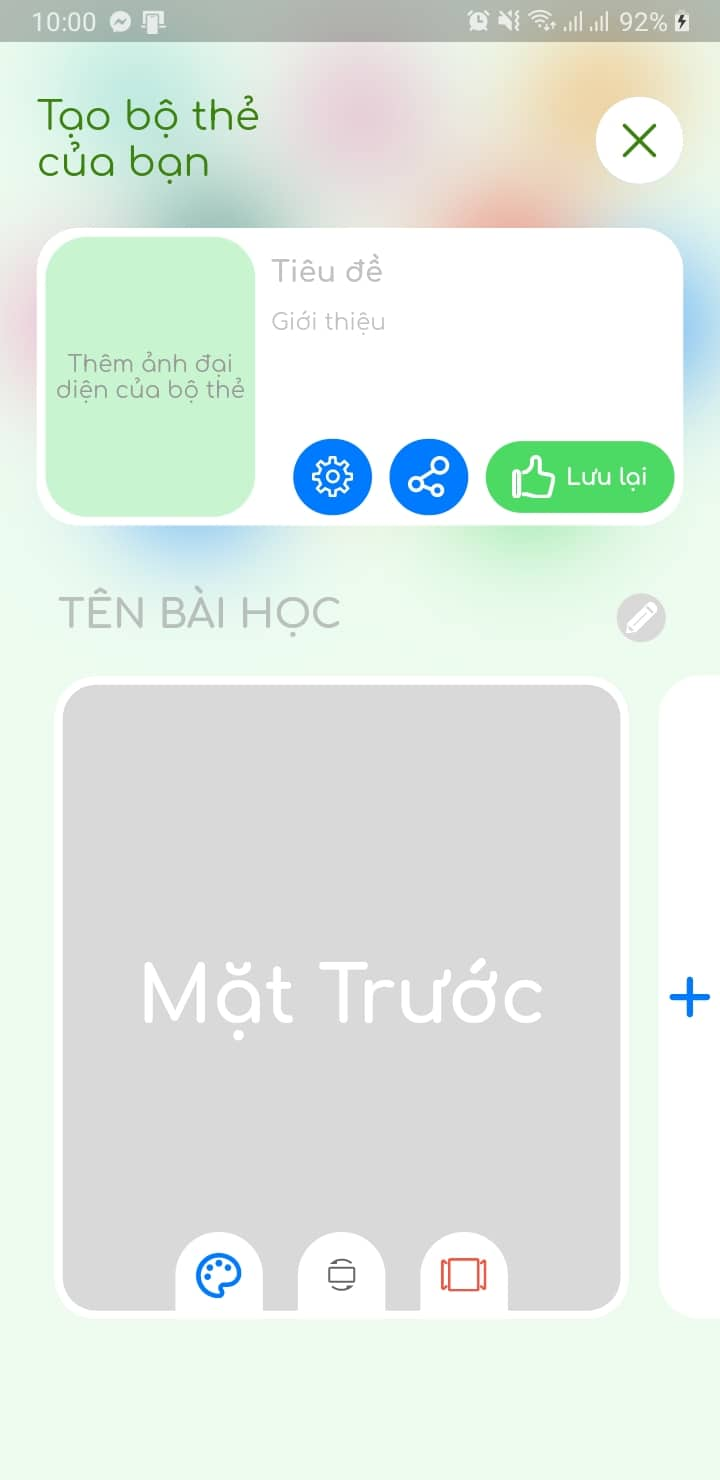 10:00
92%
Tạo bộ thẻ
của bạn
Tiêu đề
Giới thiệu
Thêm ảnh đại
diện của bộ thẻ
Lưu lại
TÊN BÀI HỌC
Mặt Trước